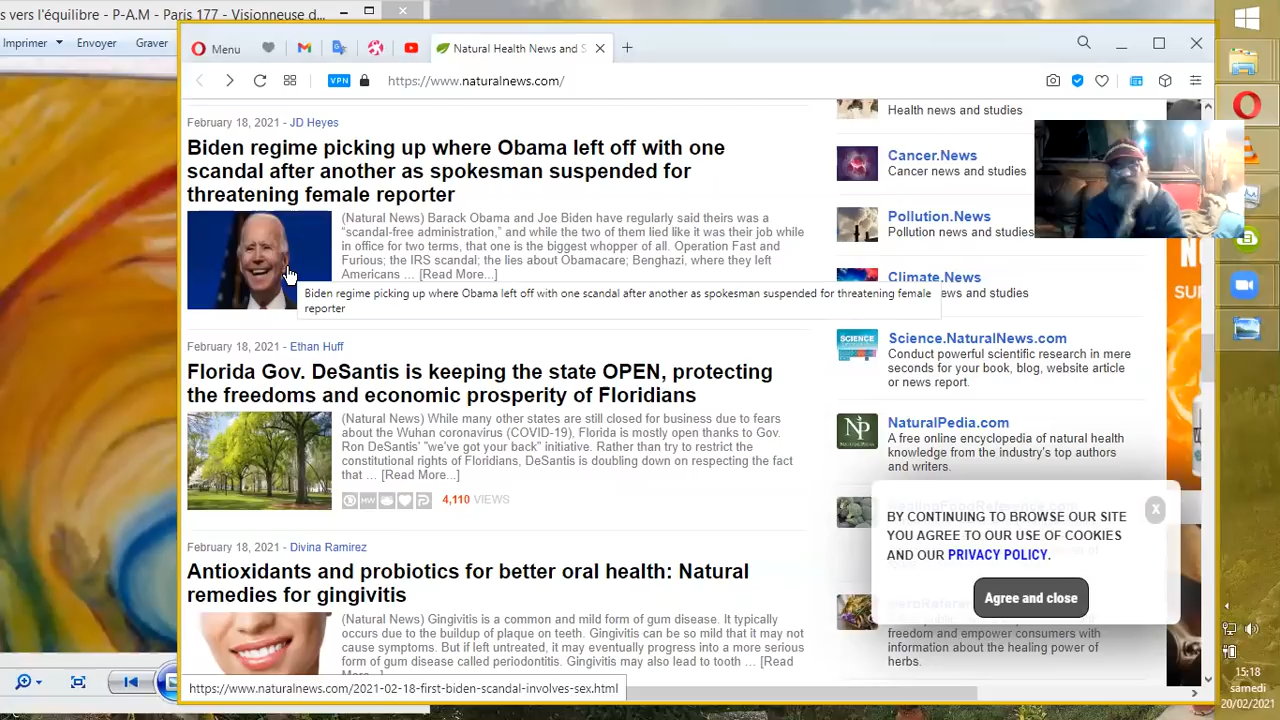 s vers l'équilibre - P-A-M - Paris 177 - Visionneuse d...
Imprimer Envoyer Graver
Menu
Natural Health News and S
VPN https://www.naturalnews.com/
February 18, 2021 - JD Heyes
Biden regime picking up where Obama left off with one
scandal after another as spokesman suspended for
threatening female reporter
(Natural News) Barack Obama and Joe Biden have regularly said theirs was a
“scandal-free administration,” and while the two of them lied like it was their job while
in office for two terms, that one is the biggest whopper of all. Operation Fast and
Furious; the IRS scandal; the lies about Obamacare; Benghazi, where they left
Americans ... [Read More...]
Biden regime picking up where Obama left off with one scandal after another as spokesman suspended for threatening female
reporter
February 18, 2021 - Ethan Huff
Florida Gov. DeSantis is keeping the state OPEN, protecting
the freedoms and economic prosperity of Floridians
(Natural News) While many other states are still closed for business due to fears
about the Wuhan coronavirus (COVID-19), Florida is mostly open thanks to Gov.
Ron DeSantis' "we've got your back" initiative. Rather than try to restrict the
constitutional rights of Floridians, DeSantis is doubling down on respecting the fact
that ... [Read More...]
4,110 VIEWS
February 18, 2021 - Divina Ramirez
Antioxidants and probiotics for better oral health: Natural
remedies for gingivitis
(Natural News) Gingivitis is a common and mild form of gum disease. It typically
occurs due to the buildup of plaque on teeth. Gingivitis can be so mild that it may not
cause symptoms. But if left untreated, it may eventually progress into a more serious
form of gum disease called periodontitis. Gingivitis may also lead to tooth ... [Read
https://www.naturalnews.com/2021-02-18-first-biden-scandal-involves-sex.html
Health news and studies
Cancer.News
Cancer news and studies
Pollution.News
Pollution news and studies
Climate.News
ews and studies
Science.NaturalNews.com
Conduct powerful scientific research in mere
seconds for your book, blog, website article
or news report.
SCIENCE
NaturalPedia.com
A free online encyclopedia of natural health
knowledge from the industry's top authors
and writers.
NP
BY CONTINUING TO BROWSE OUR SITE
YOU AGREE TO OUR USE OF COOKIES
AND OUR PRIVACY POLICY.
X
Agree and close
freedom and empower consumers with
information about the healing power of
herbs.
SU
15:18
samedi
20/02/2021